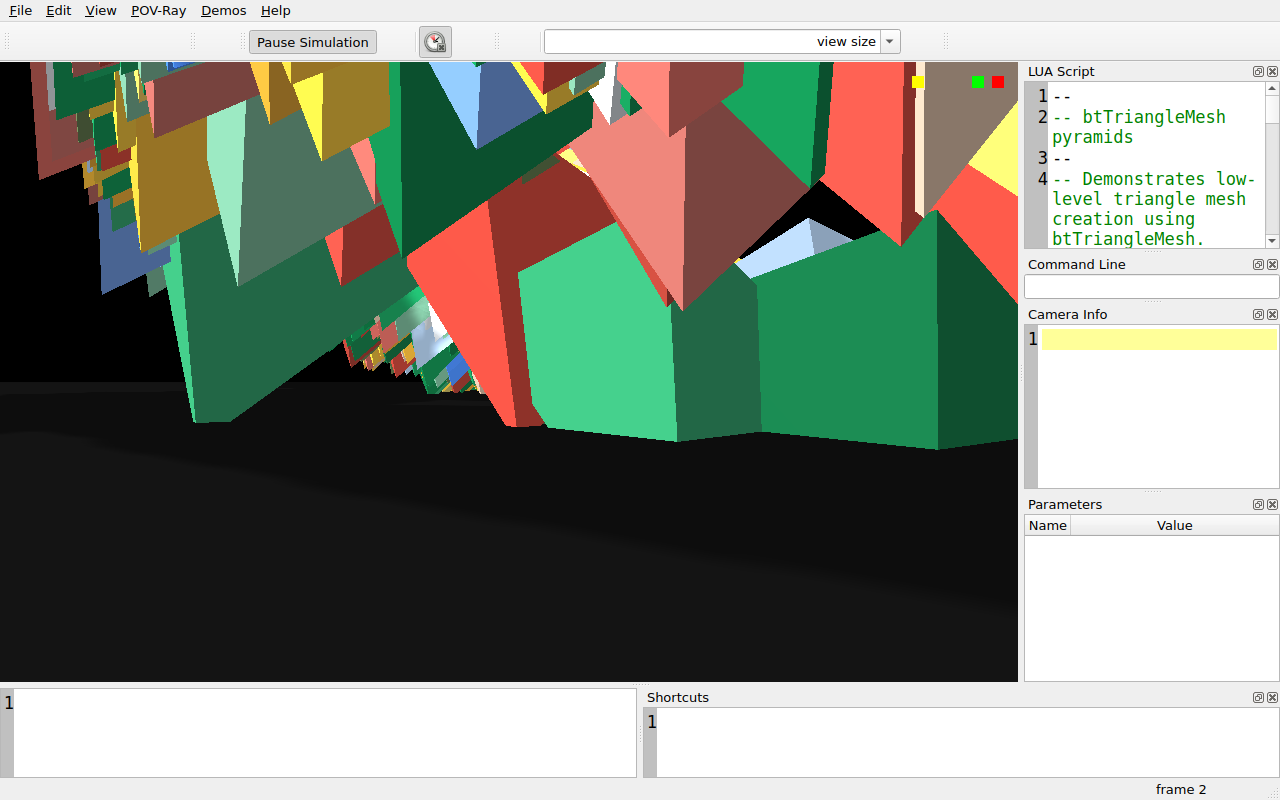 File Edit View POV-Ray Demos Help
Pause Simulation
view size
LUA Script
1 --
2 -- btTriangleMesh
pyramids
3 --
4 -- Demonstrates low-
level triangle mesh
creation using
btTriangleMesh.
Command Line
Camera Info
1
Parameters
Name Value
1
Shortcuts
1
frame 2